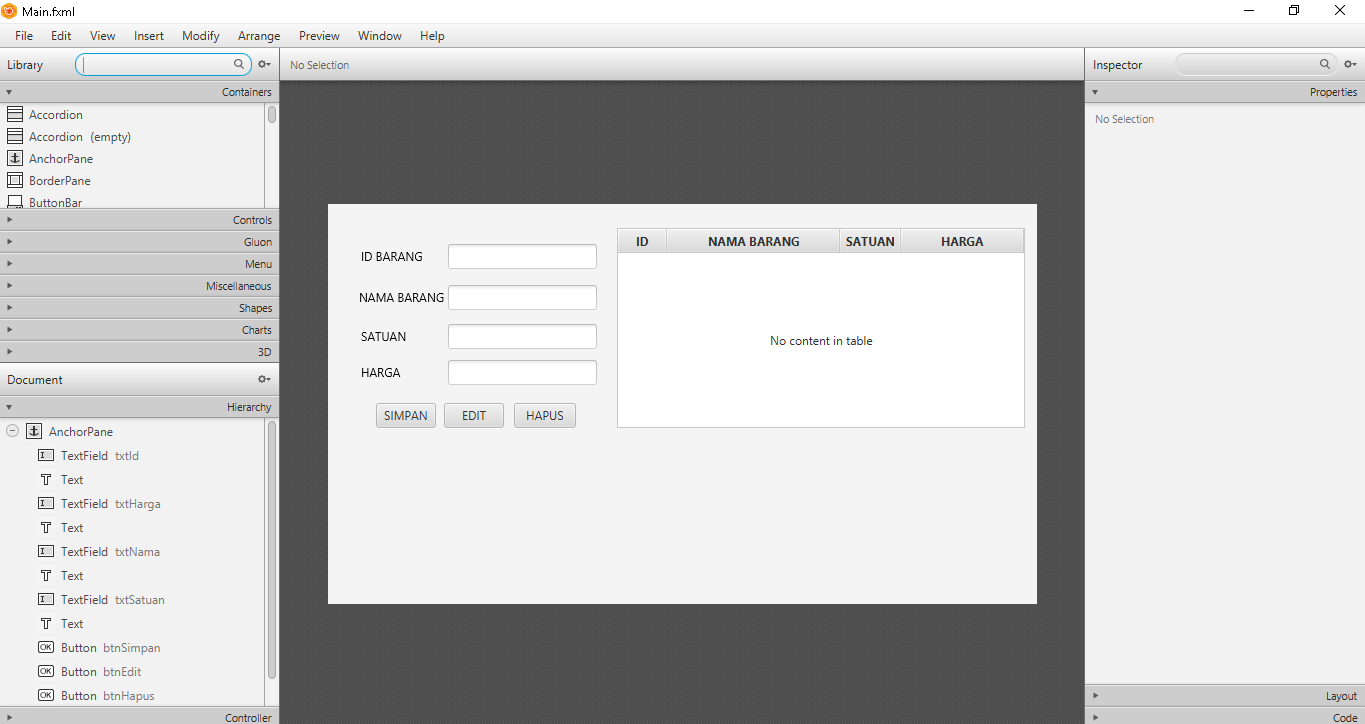 Main.fxml
File Edit View Insert Modify Arrange Preview Window Help
Library
Containers
Accordion
Accordion (empty)
AnchorPane
BorderPane
ButtonBar
Controls
Gluon
Menu
Miscellaneous
Shapes
Charts
3D
Document
Hierarchy
AnchorPane
TextField txtId
Text
TextField txtHarga
Text
TextField txtNama
Text
TextField txtSatuan
Text
OK Button btnSimpan
OK Button btnEdit
OK Button btnHapus
Controller
No Selection
ID BARANG
NAMA BARANG
SATUAN
HARGA
SIMPAN EDIT HAPUS
ID NAMA BARANG SATUAN HARGA
No content in table
Inspector
Properties
No Selection
Layout
Code